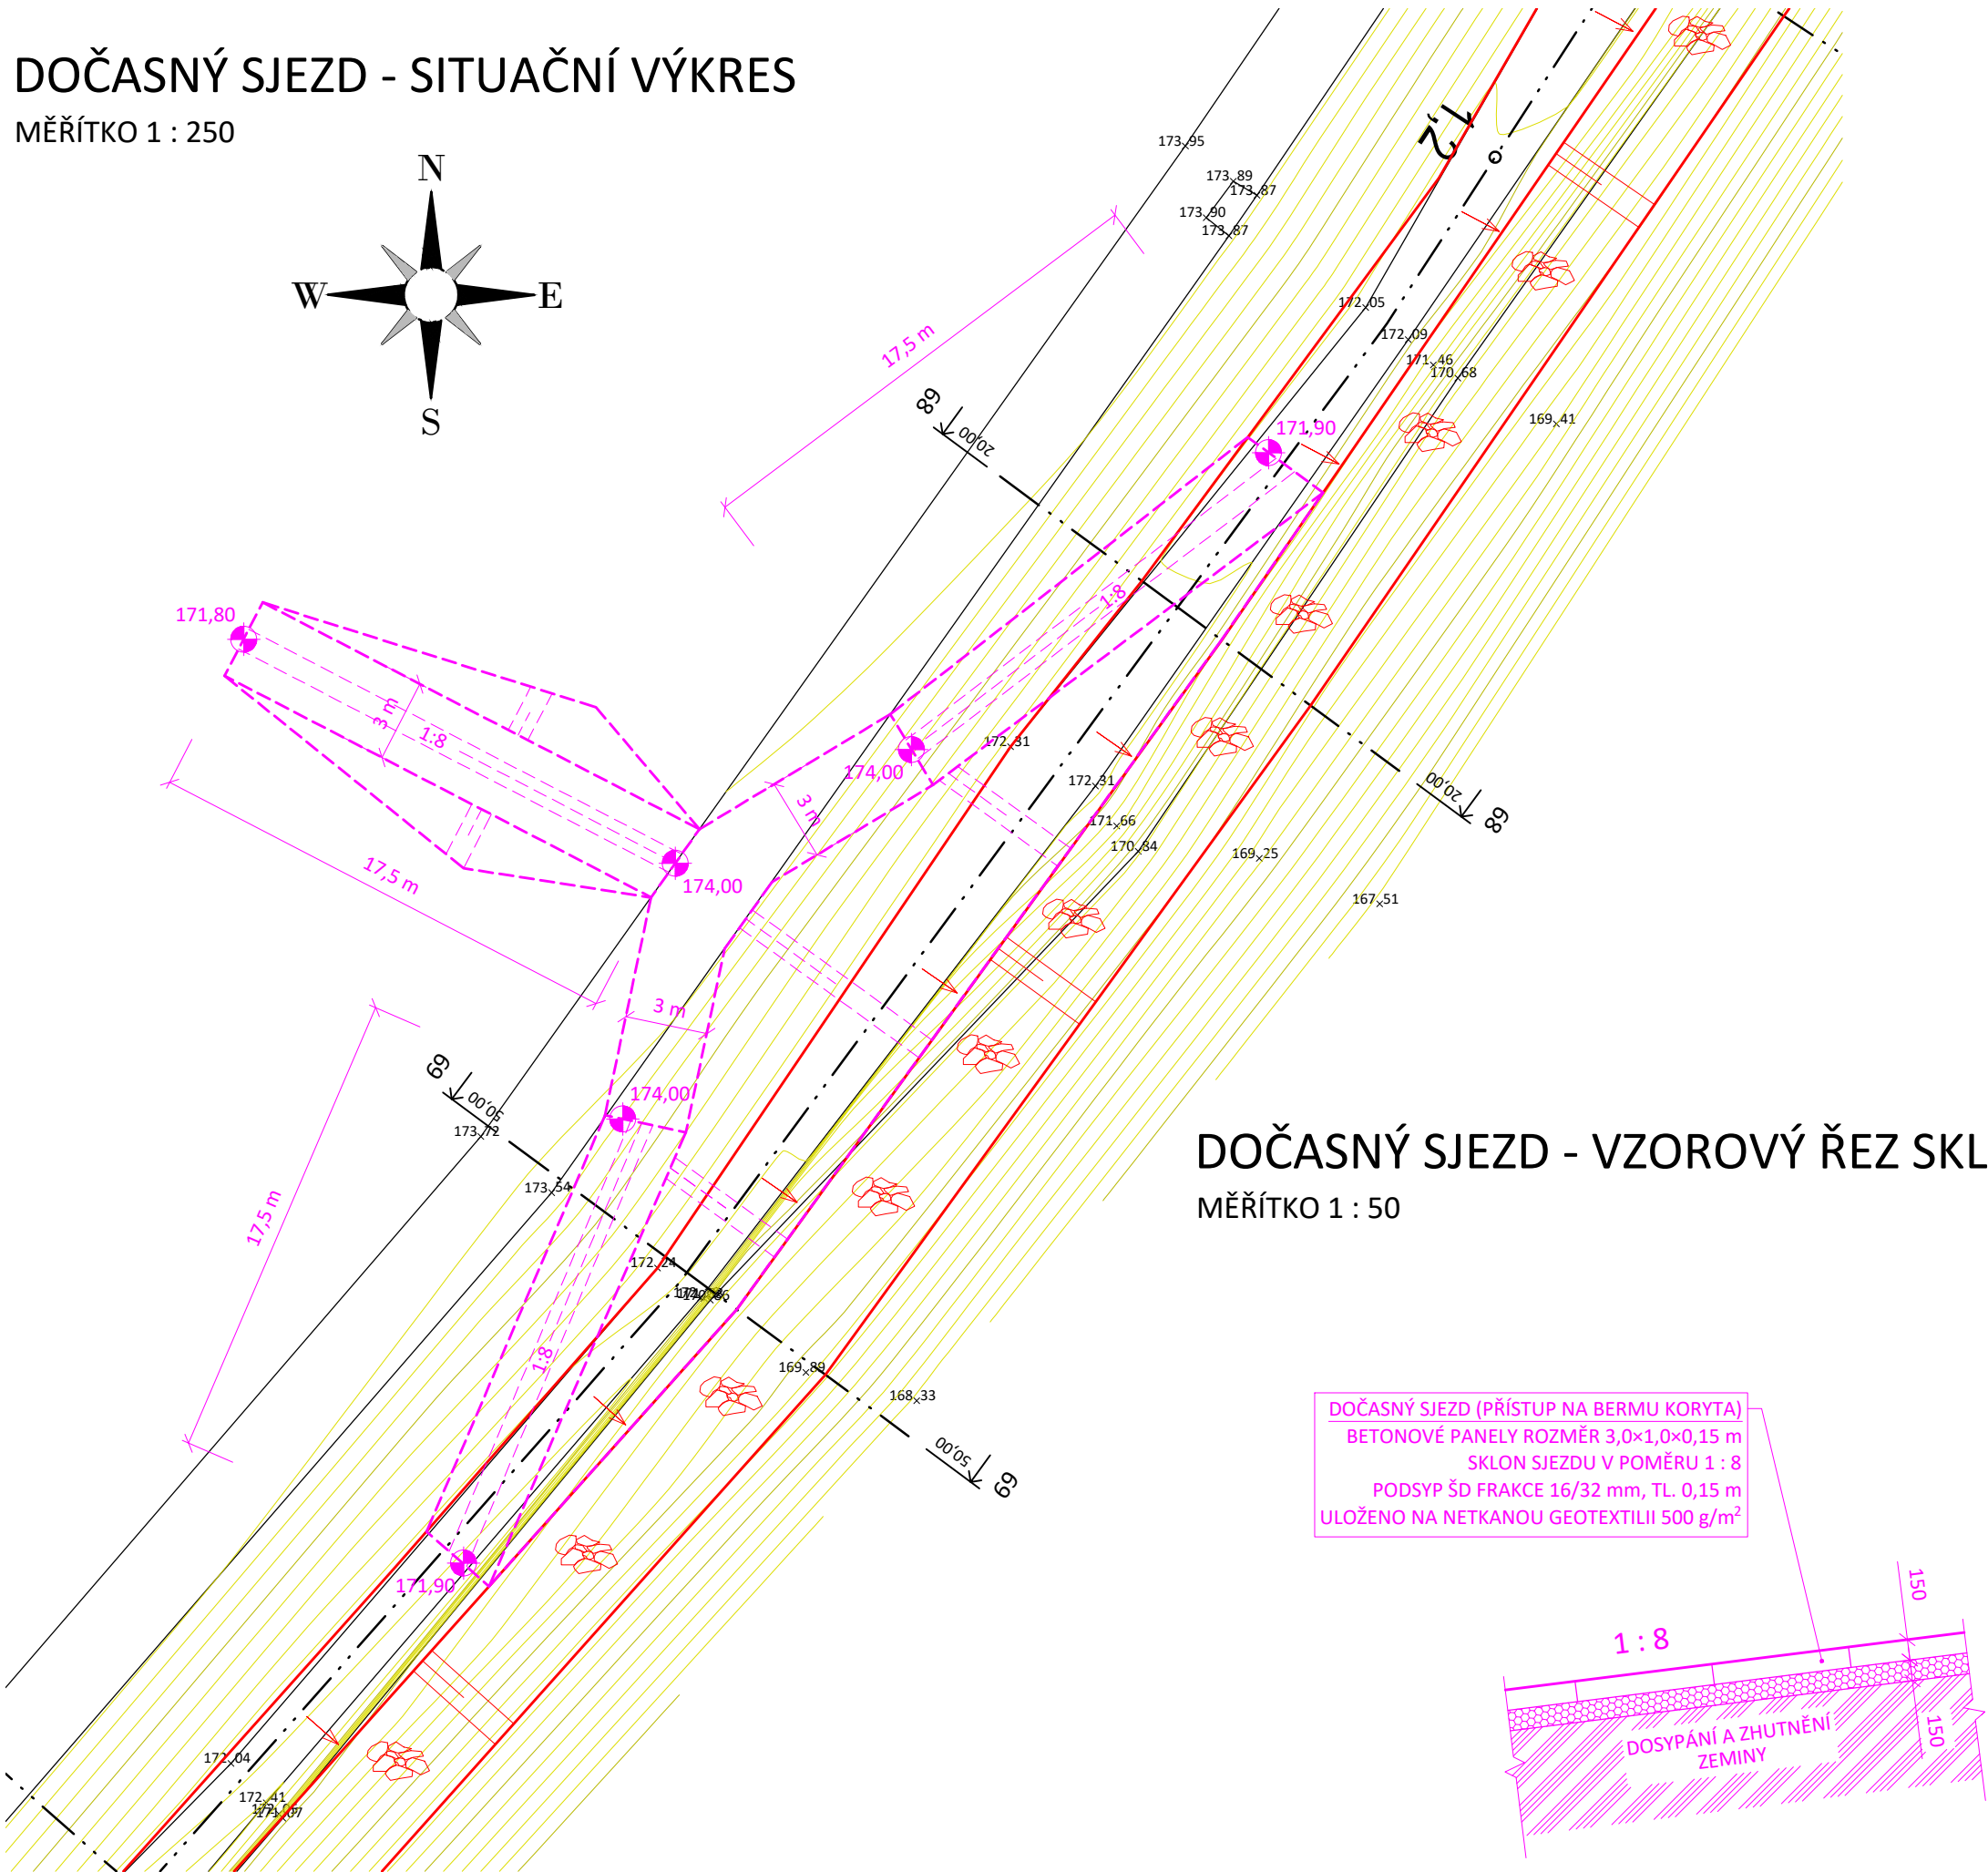 DOČASNÝ SJEZD - SITUAČNÍ VÝKRES
MĚŘÍTKO 1 : 250
N
W
E
S
1,2
173,95
173,89
173,87
173,90
173,87
17,5 m
172,05
172,09
171,46
170,68
169,41
68
20,00
171,90
1:8
171,80
3 m
1:8
17,5 m
174,00
174,00
3 m
172,31
172,31
171,66
170,84
169,25
167,51
20,00
68
3 m
69
50,00
173,72
174,00
173,54
17,5 m
172,24
170,86
1:8
169,89
168,33
50,00
69
171,90
172,04
172,41
171,07
DOČASNÝ SJEZD - VZOROVÝ ŘEZ SKL
MĚŘÍTKO 1 : 50
DOČASNÝ SJEZD (PŘÍSTUP NA BERMU KORYTA)
BETONOVÉ PANELY ROZMĚR 3,0×1,0×0,15 m
SKLON SJEZDU V POMĚRU 1 : 8
PODSYP ŠD FRAKCE 16/32 mm, TL. 0,15 m
ULOŽENO NA NETKANOU GEOTEXTILII 500 g/m²
150
1 : 8
150
DOSYPÁNÍ A ZHUTNĚNÍ
ZEMINY